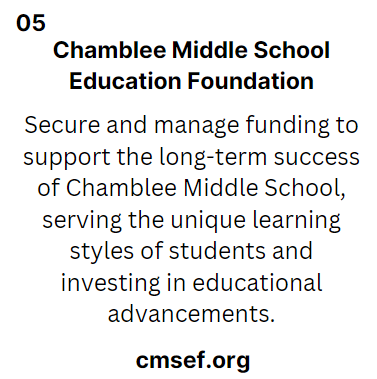 05
Chamblee Middle School
Education Foundation
Secure and manage funding to
support the long-term success
of Chamblee Middle School,
serving the unique learning
styles of students and
investing in educational
advancements.
cmsef.org